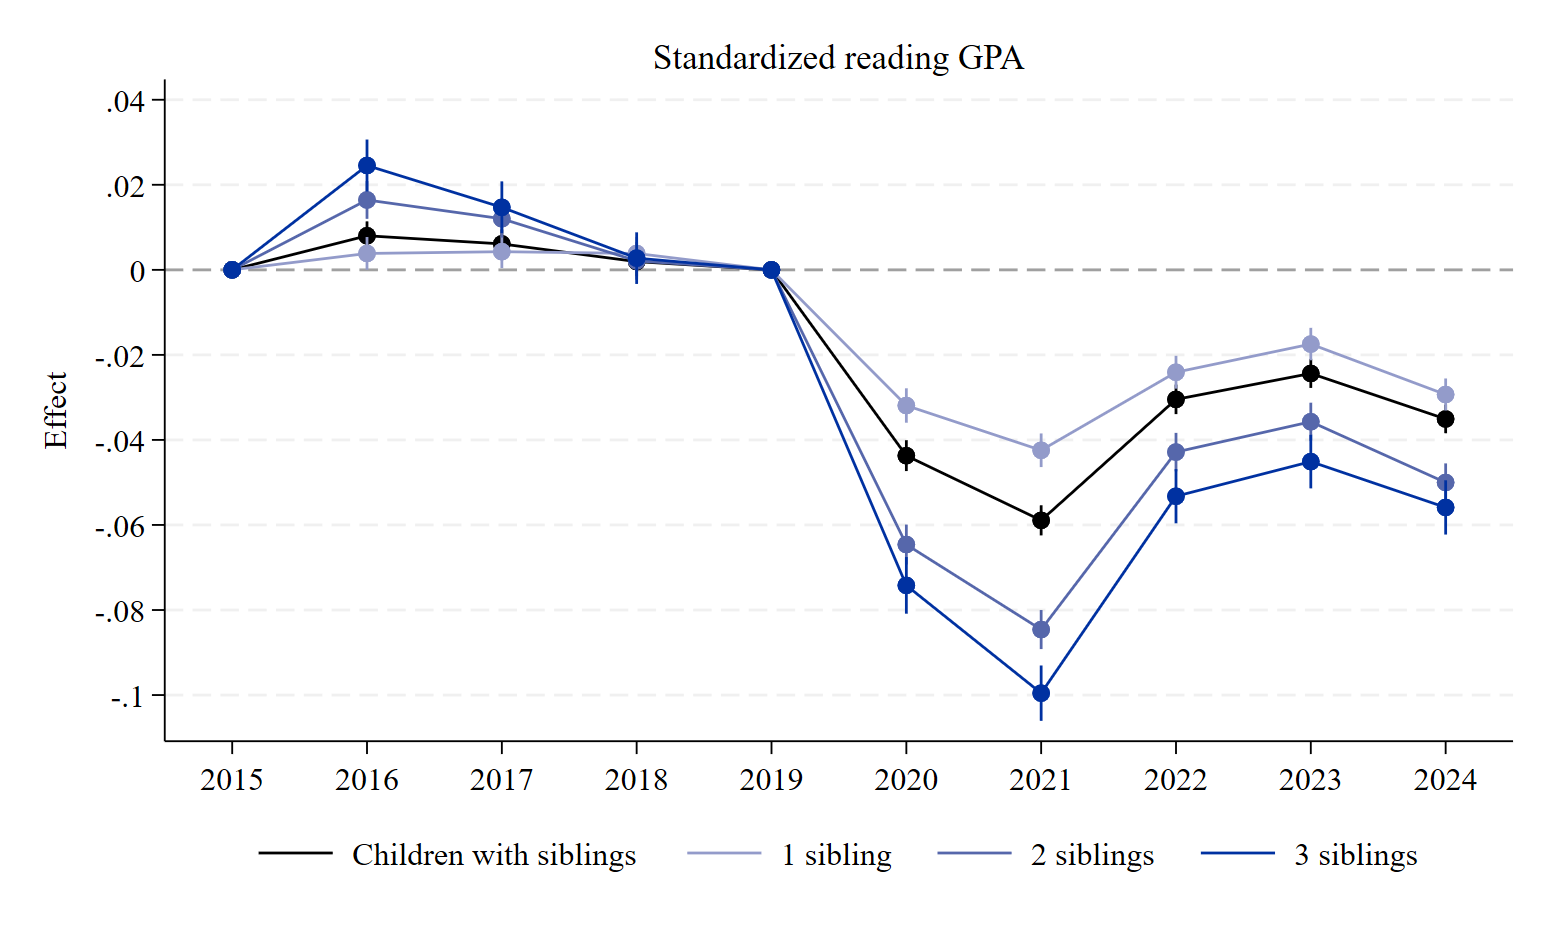 Standardized reading GPA
.04
.02
0
-.02
-.04
-.06
-.08
-.1
Effect
2015 2016 2017 2018 2019 2020 2021 2022 2023 2024
Children with siblings 1 sibling 2 siblings 3 siblings